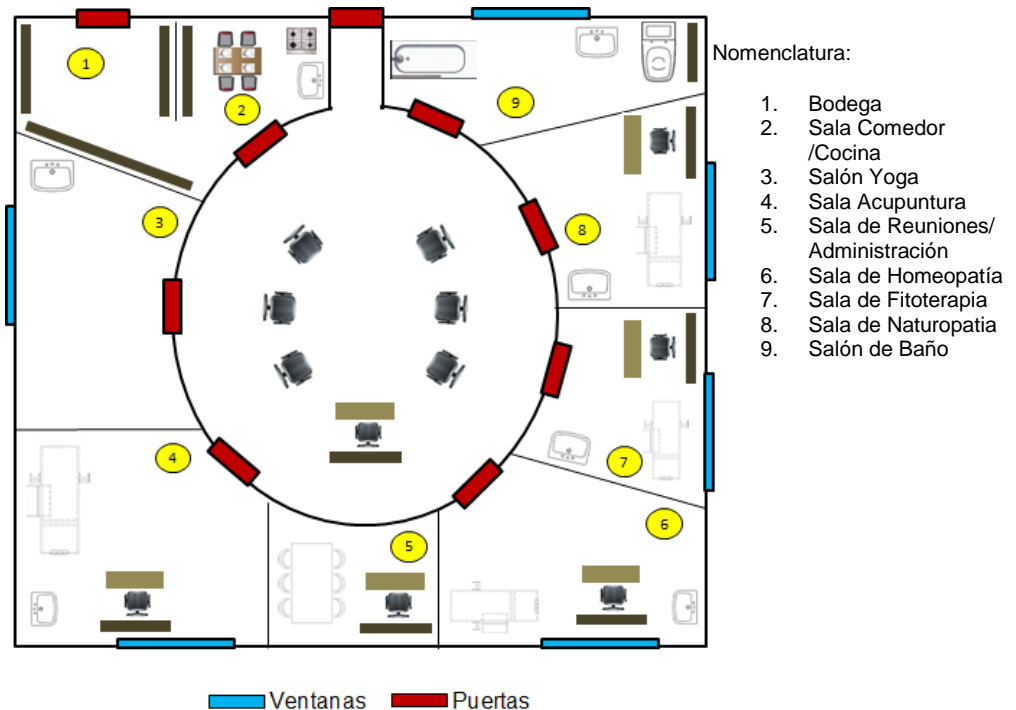 1
2
9
Nomenclatura:
1. Bodega
2. Sala Comedor
/Cocina
3. Salón Yoga
4. Sala Acupuntura
5. Sala de Reuniones/
Administración
6. Sala de Homeopatía
7. Sala de Fitoterapia
8. Sala de Naturopatia
9. Salón de Baño
3
8
4
7
5
6
Ventanas
Puertas